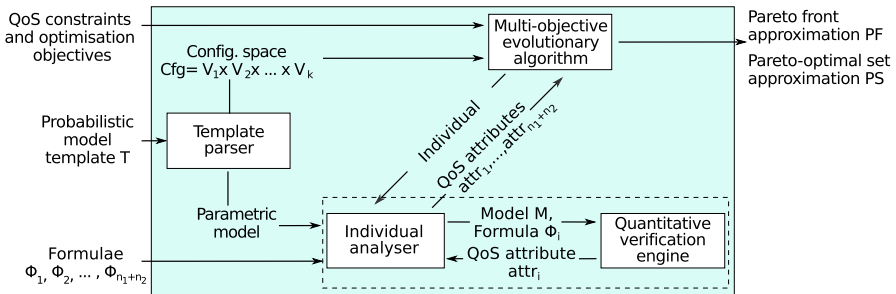 QoS constraints
and optimisation
objectives
Config. space
Cfg= V₁x V₂x ... x Vₖ
Multi-objective
evolutionary
algorithm
Pareto front
approximation PF
Pareto-optimal set
approximation PS
Probabilistic
model
template T
Template
parser
Individual
QoS attributes
attr₁,...,attrₙ₁₊ₙ₂
Parametric
model
Individual
analyser
Model M,
Formula Φᵢ
QoS attribute
attrᵢ
Quantitative
verification
engine
Formulae
Φ₁, Φ₂, ... , Φₙ₁₊ₙ₂